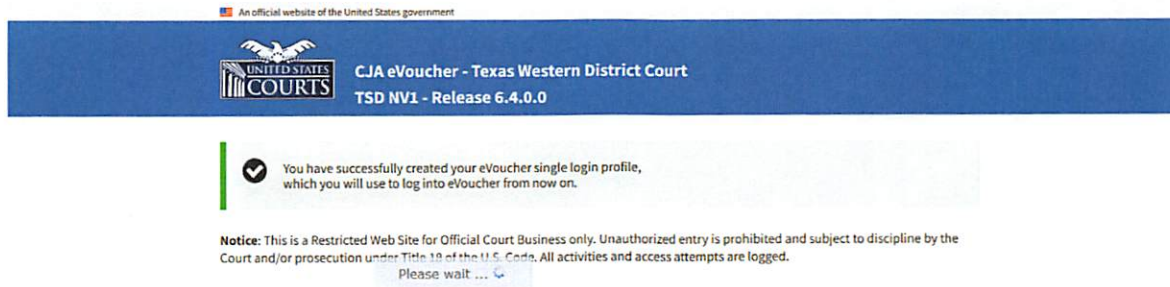 An official website of the United States government
UNITED STATES
COURTS
CJA eVoucher - Texas Western District Court
TSD NV1 - Release 6.4.0.0
You have successfully created your eVoucher single login profile,
which you will use to log into eVoucher from now on.
Notice: This is a Restricted Web Site for Official Court Business only. Unauthorized entry is prohibited and subject to discipline by the
Court and/or prosecution under Title 18 of the U.S. Code. All activities and access attempts are logged.
Please wait ...